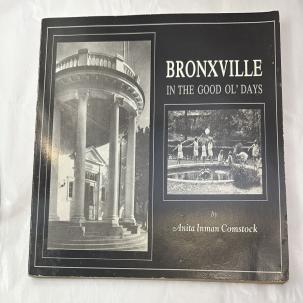 BRONXVILLE
IN THE GOOD OL' DAYS
by
Anita Inman Comstock